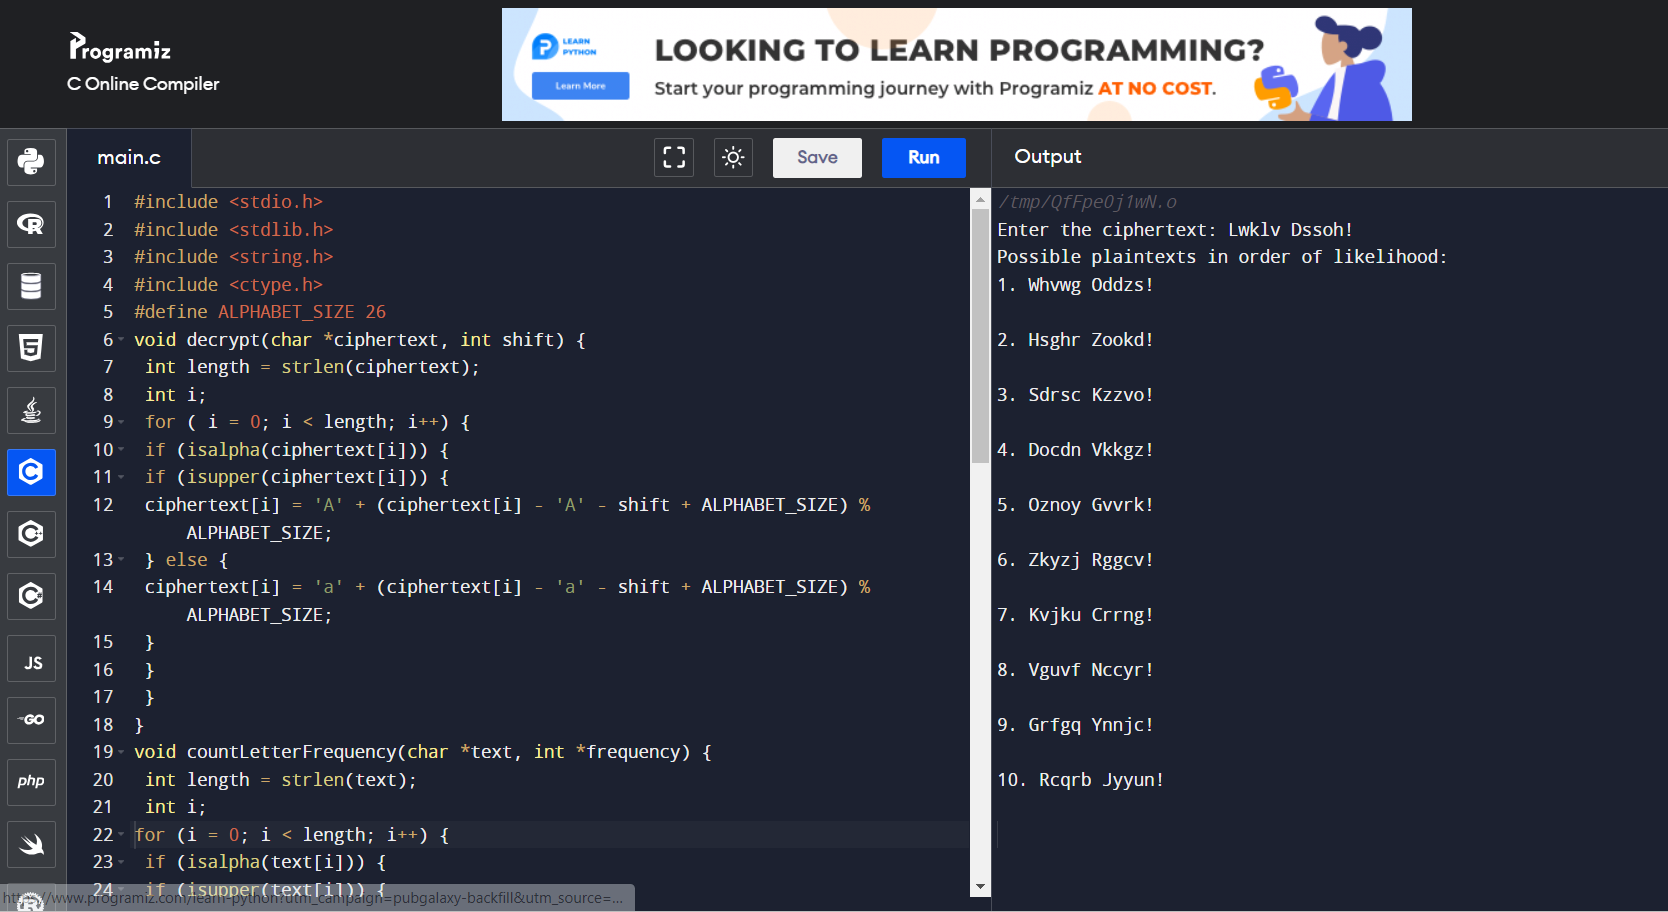 Programiz
C Online Compiler
LEARN
PYTHON
Learn More
LOOKING TO LEARN PROGRAMMING?
Start your programming journey with Programiz AT NO COST.
main.c
Save
Run
Output
JS
GO
php
1 #include <stdio.h>
2 #include <stdlib.h>
3 #include <string.h>
4 #include <ctype.h>
5 #define ALPHABET_SIZE 26
6 void decrypt(char *ciphertext, int shift) {
7 int length = strlen(ciphertext);
8 int i;
9 for ( i = 0; i < length; i++) {
10 if (isalpha(ciphertext[i])) {
11 if (isupper(ciphertext[i])) {
12 ciphertext[i] = 'A' + (ciphertext[i] - 'A' - shift + ALPHABET_SIZE) %
ALPHABET_SIZE;
13 } else {
14 ciphertext[i] = 'a' + (ciphertext[i] - 'a' - shift + ALPHABET_SIZE) %
ALPHABET_SIZE;
15 }
16 }
17 }
18 }
19 void countLetterFrequency(char *text, int *frequency) {
20 int length = strlen(text);
21 int i;
22 for (i = 0; i < length; i++) {
23 if (isalpha(text[i])) {
24 if (isupper(text[i])) {
/tmp/QfFpeOj1wN.o
Enter the ciphertext: Lwklv Dssoh!
Possible plaintexts in order of likelihood:
1. Whvwg Oddzs!
2. Hsghr Zookd!
3. Sdrsc Kzzvo!
4. Docdn Vkkgz!
5. Oznoy Gvvrk!
6. Zkyzj Rggcv!
7. Kvjku Crrng!
8. Vguvf Nccyr!
9. Grfgq Ynnjc!
10. Rcqrb Jyyun!
https://www.programiz.com/learn-python?utm_campaign=pubgalaxy-backfill&utm_source=...